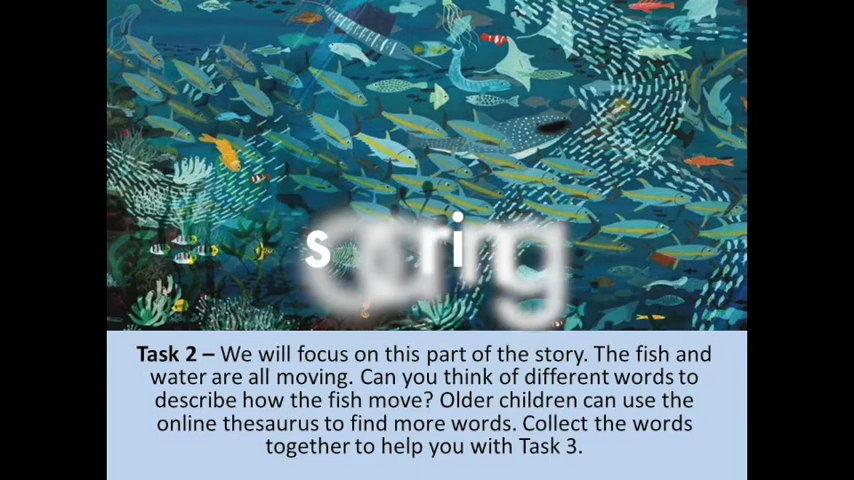 soaring
Task 2 – We will focus on this part of the story. The fish and
water are all moving. Can you think of different words to
describe how the fish move? Older children can use the
online thesaurus to find more words. Collect the words
together to help you with Task 3.